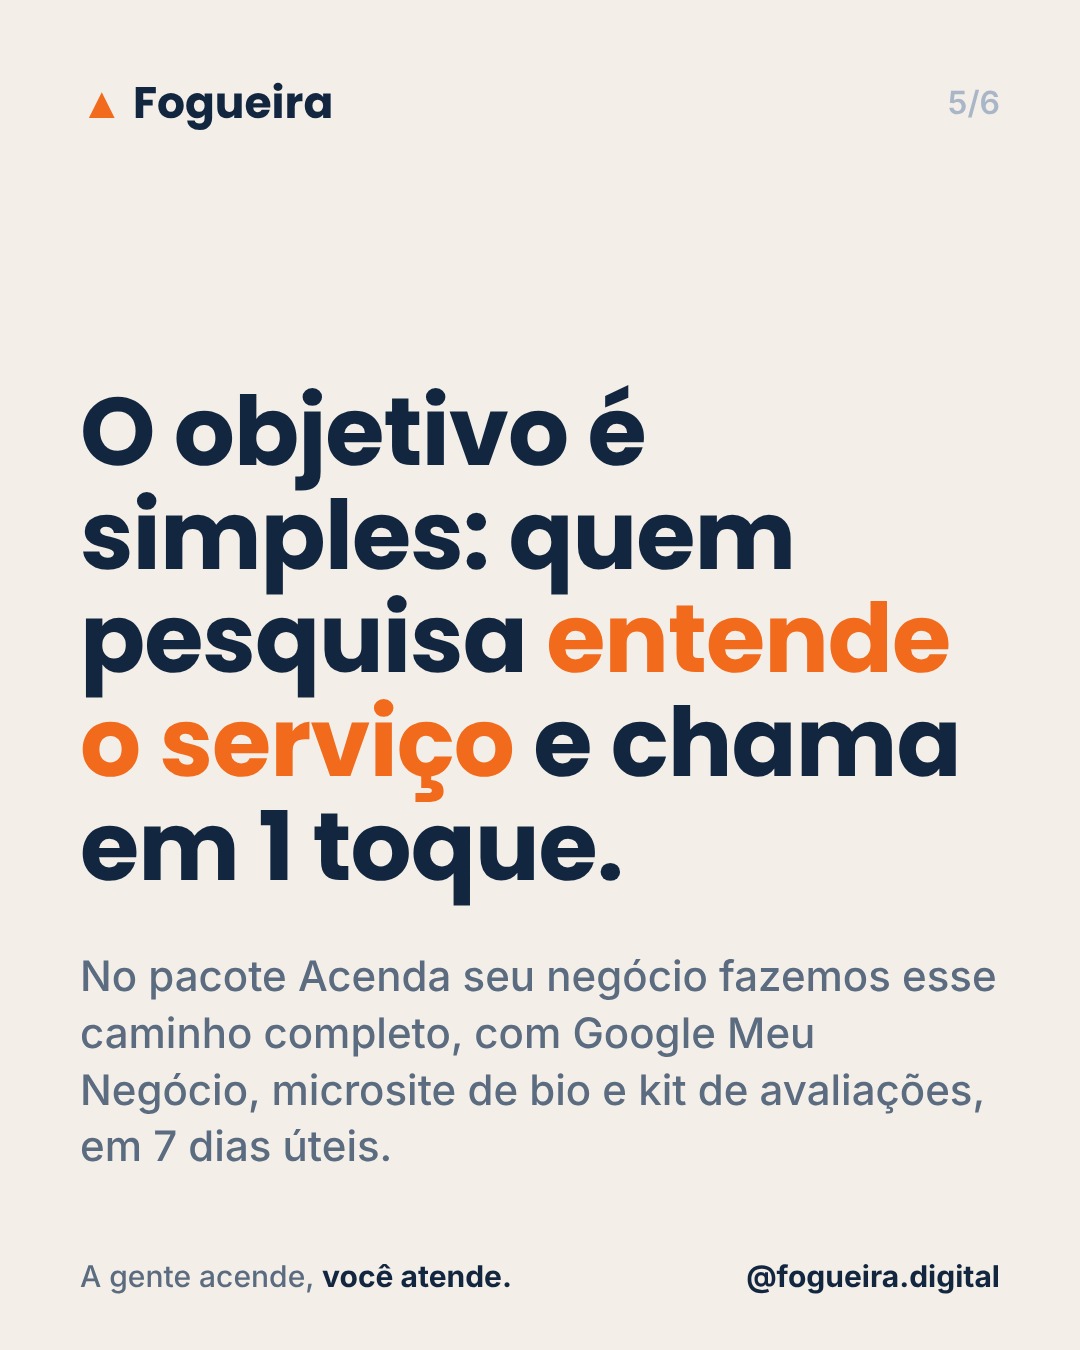 ▲ Fogueira
5/6
O objetivo é
simples: quem
pesquisa entende
o serviço e chama
em 1 toque.
No pacote Acenda seu negócio fazemos esse
caminho completo, com Google Meu
Negócio, microsite de bio e kit de avaliações,
em 7 dias úteis.
A gente acende, você atende.
@fogueira.digital